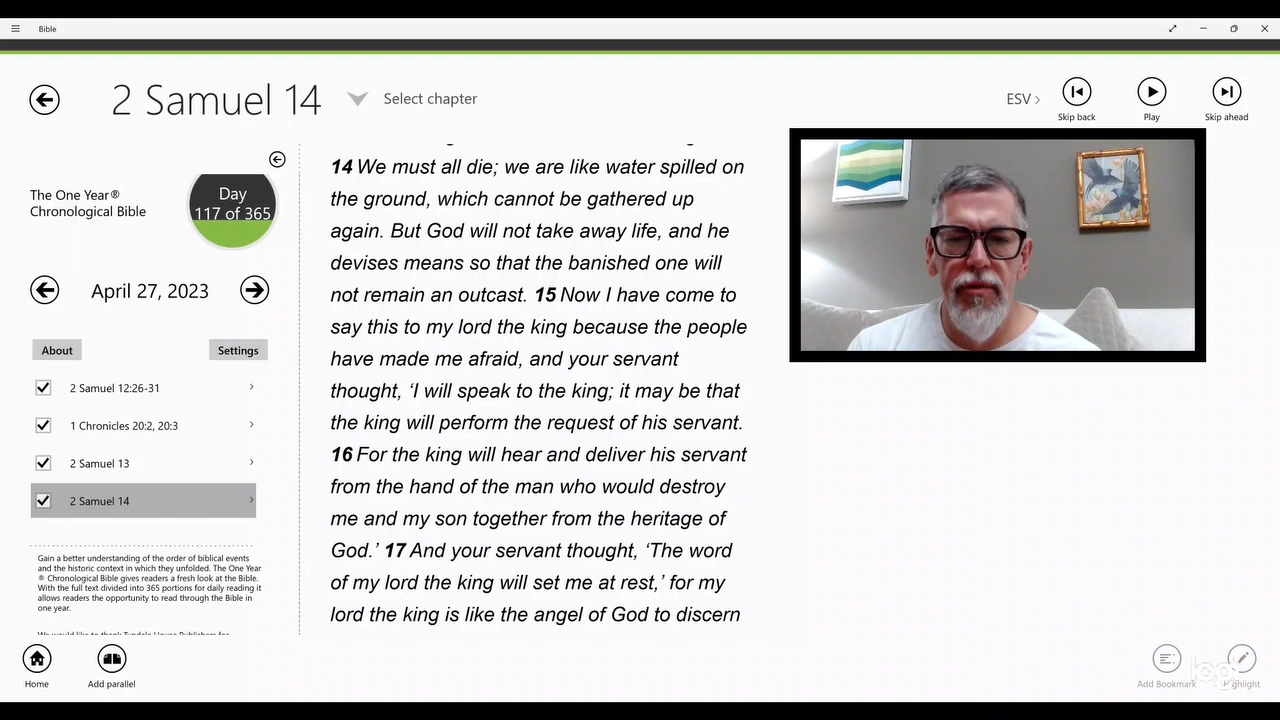 Bible
2 Samuel 14
Select chapter
ESV
Skip back
Play
Skip ahead
The One Year®
Chronological Bible
Day
117 of 365
April 27, 2023
About
Settings
2 Samuel 12:26-31
1 Chronicles 20:2, 20:3
2 Samuel 13
2 Samuel 14
Gain a better understanding of the order of biblical events
and the historic context in which they unfolded. The One Year
® Chronological Bible gives readers a fresh look at the Bible.
With the full text divided into 365 portions for daily reading it
allows readers the opportunity to read through the Bible in
one year.
We would like to thank Tyndale House Publishers for
14 We must all die; we are like water spilled on
the ground, which cannot be gathered up
again. But God will not take away life, and he
devises means so that the banished one will
not remain an outcast. 15 Now I have come to
say this to my lord the king because the people
have made me afraid, and your servant
thought, ‘I will speak to the king; it may be that
the king will perform the request of his servant.
16 For the king will hear and deliver his servant
from the hand of the man who would destroy
me and my son together from the heritage of
God.’ 17 And your servant thought, ‘The word
of my lord the king will set me at rest,’ for my
lord the king is like the angel of God to discern
Home
Add parallel
Add Bookmark
Highlight
logi